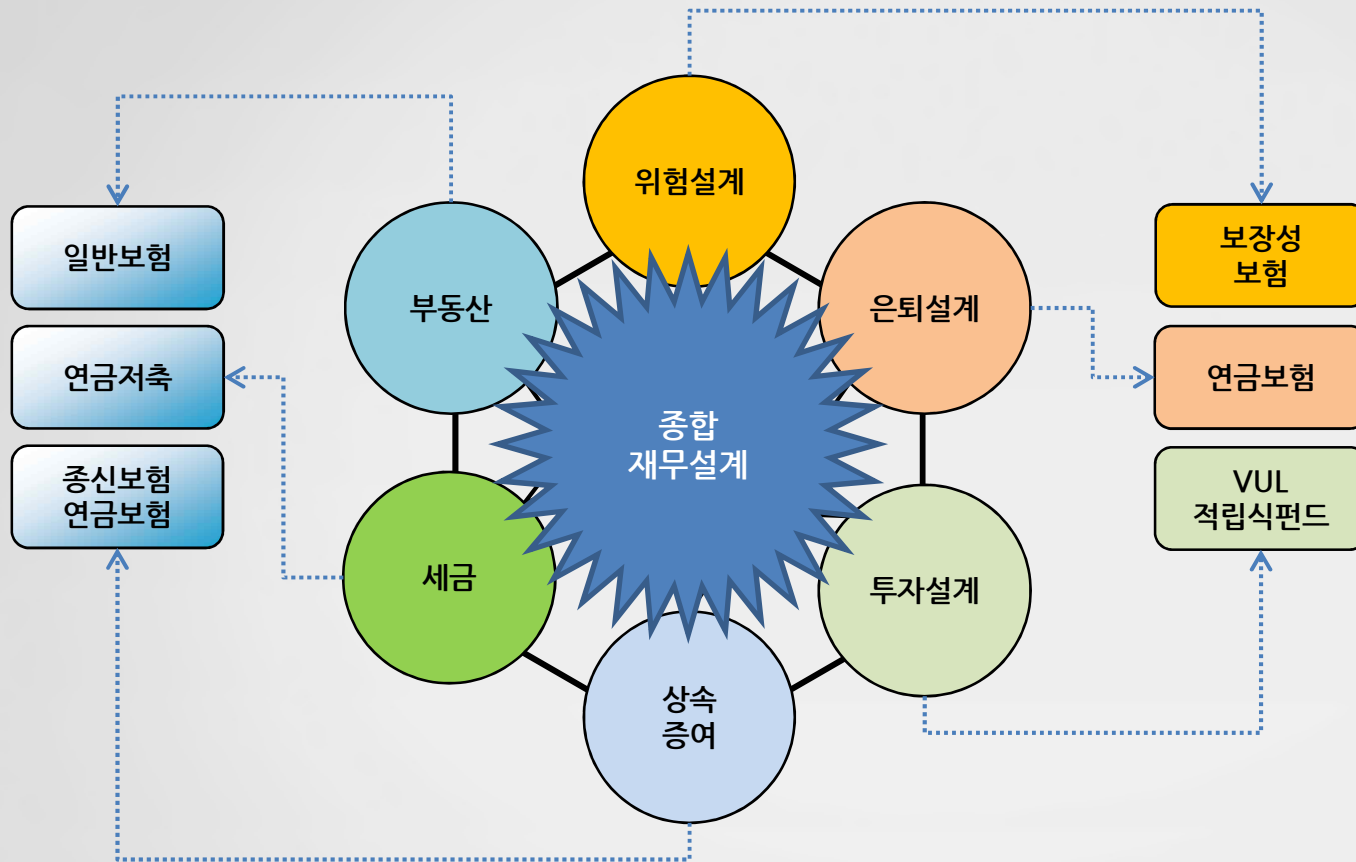 위험설계
일반보험
부동산
은퇴설계
보장성
보험
연금저축
연금보험
종합
재무설계
종신보험
연금보험
VUL
적립식펀드
세금
투자설계
상속
증여